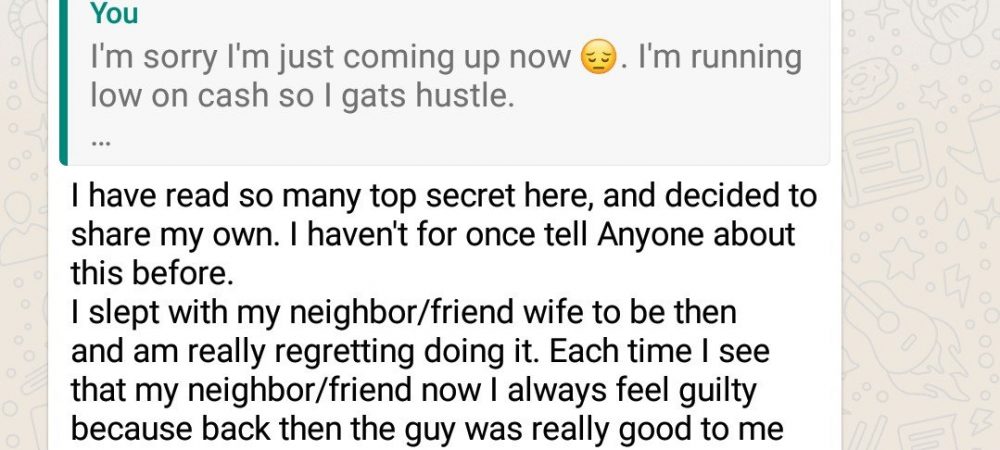 You
I'm sorry I'm just coming up now 😔. I'm running
low on cash so I gats hustle.
...
I have read so many top secret here, and decided to
share my own. I haven't for once tell Anyone about
this before.
I slept with my neighbor/friend wife to be then
and am really regretting doing it. Each time I see
that my neighbor/friend now I always feel guilty
because back then the guy was really good to me